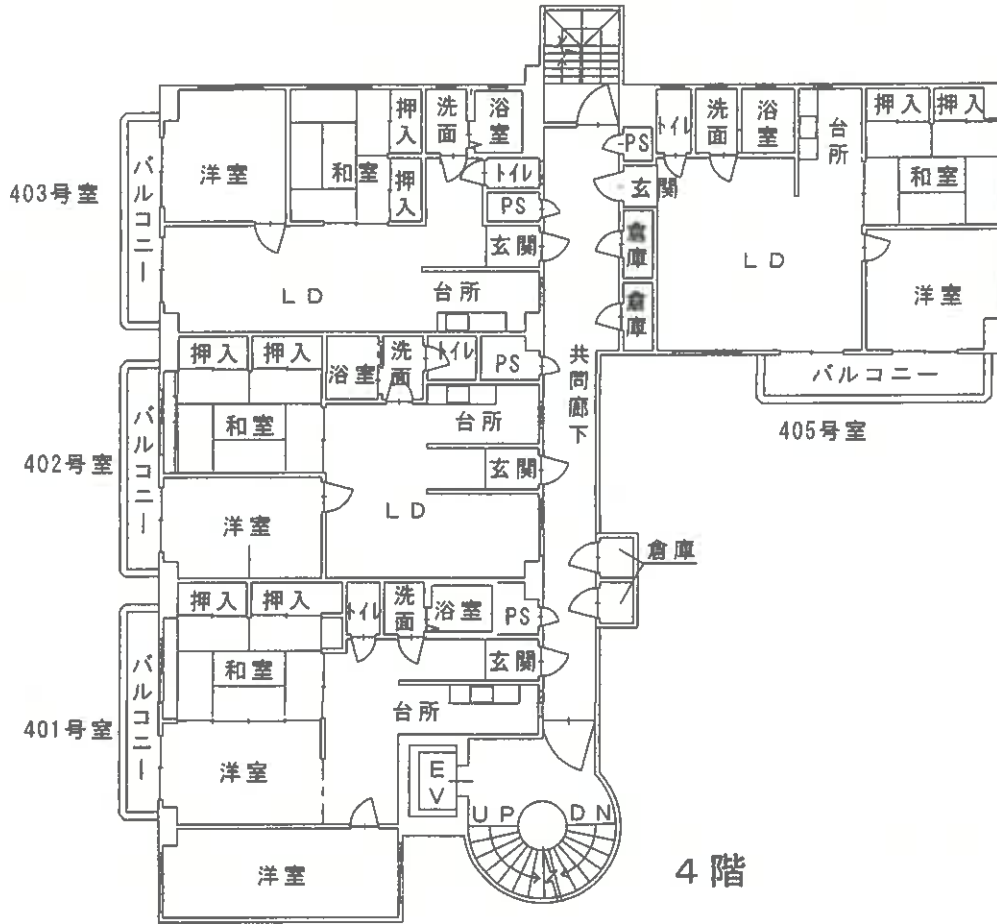 403号室
バルコニー
洋室
和室
押入
押入
洗面
浴室
トイレ
PS
玄関
LD
台所
402号室
バルコニー
押入
押入
和室
洋室
浴室
洗面
トイレ
PS
台所
玄関
LD
401号室
バルコニー
押入
押入
和室
洋室
洋室
トイレ
洗面
浴室
PS
玄関
台所
EV
UP
DN
共同廊下
PS
玄関
倉庫
倉庫
トイレ
洗面
浴室
台所
押入
押入
和室
LD
洋室
バルコニー
405号室
倉庫
4階